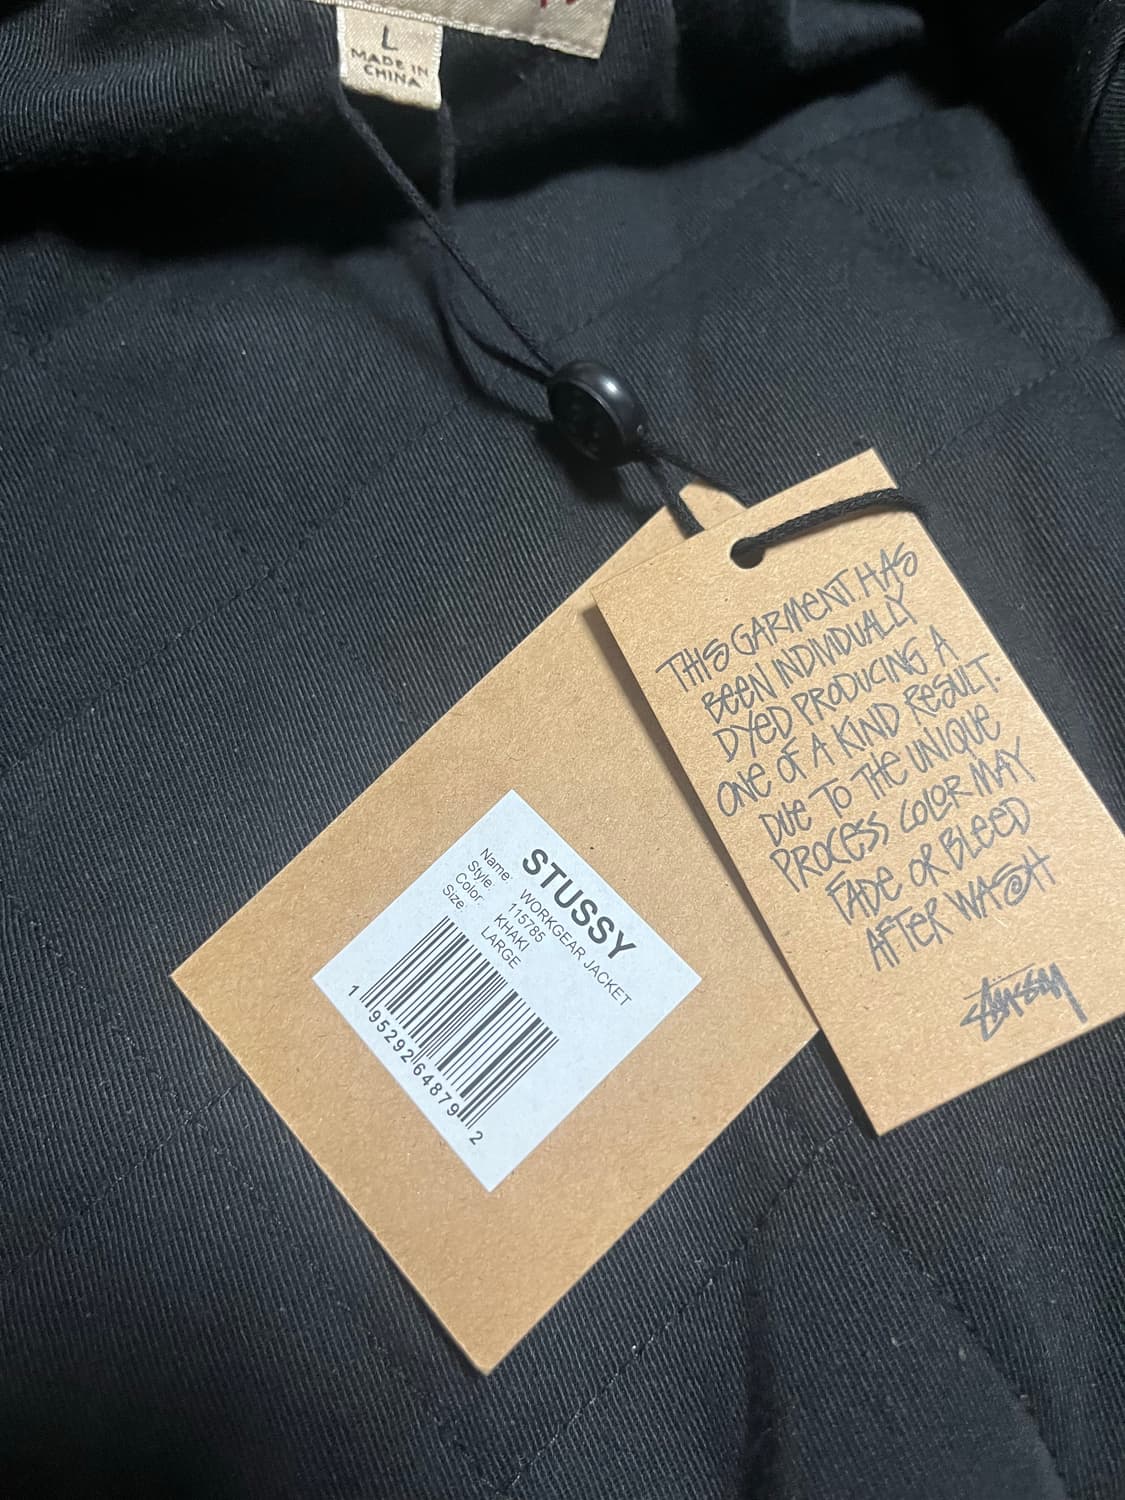 L
MADE IN
CHINA
THIS GARMENT HAS
BEEN INDIVIDUALLY
DYED PRODUCING A
ONE OF A KIND RESULT.
DUE TO THE UNIQUE
PROCESS COLOR MAY
FADE OR BLEED
AFTER WASH
Stussy
STUSSY
Name: WORKGEAR JACKET
Style: 115785
Color: KHAKI
Size: LARGE
1 95292 64879 2